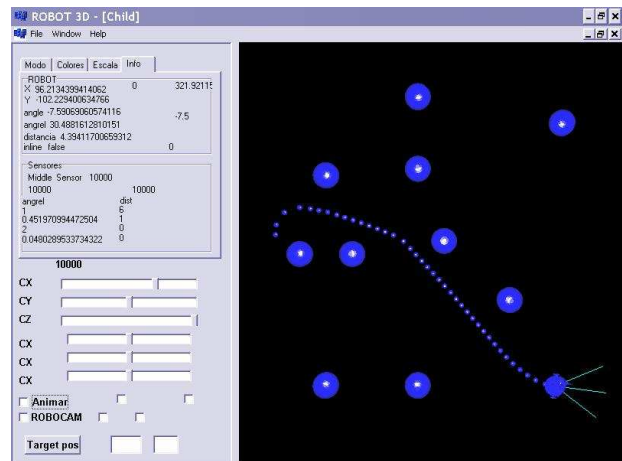 ROBOT 3D - [Child]
File Window Help
Modo Colores Escala Info
ROBOT
X 96.2134399414062 0 321.92115
Y -102.229400634766
angle -7.59069060574116 -7.5
angrel 30.4881612810151
distancia 4.39411700659312
inline false 0
Sensores
Middle Sensor 10000
10000 10000
angrel dist
1 6
0.451970994472504 1
2 0
0.0480289533734322 0
10000
CX
CY
CZ
CX
CX
CX
Animar
ROBOCAM
Target pos